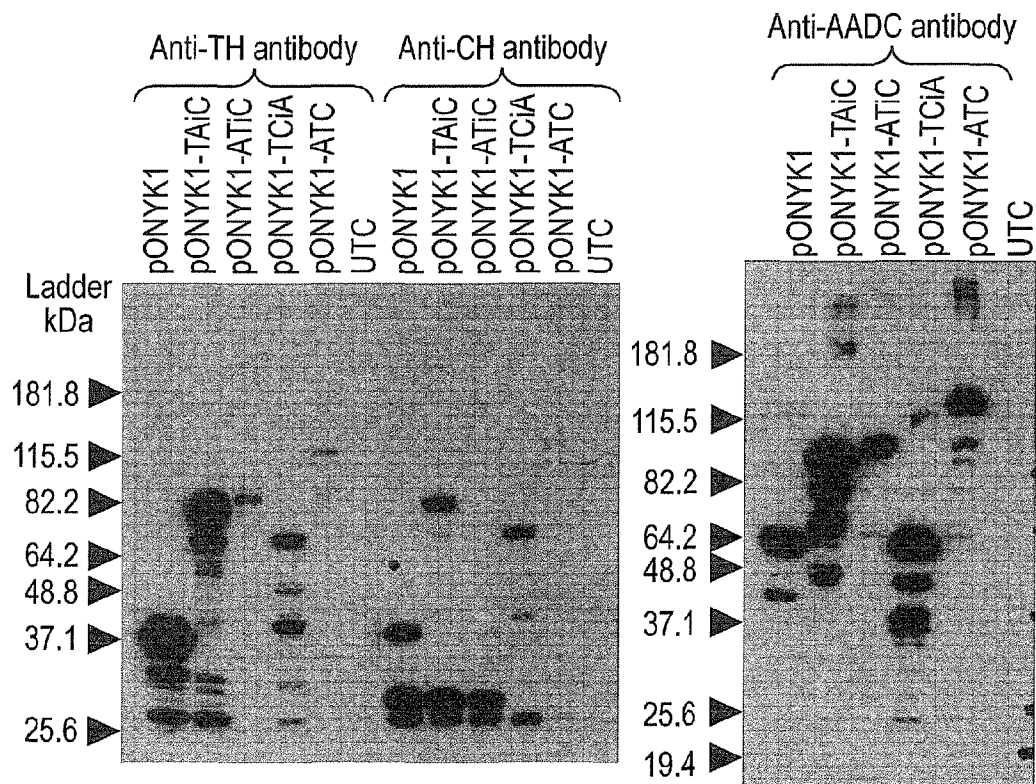 Anti-TH antibody
Anti-CH antibody
Anti-AADC antibody
pONYK1
pONYK1-TAiC
pONYK1-ATiC
pONYK1-TCiA
pONYK1-ATC
UTC
pONYK1
pONYK1-TAiC
pONYK1-ATiC
pONYK1-TCiA
pONYK1-ATC
UTC
pONYK1
pONYK1-TAiC
pONYK1-ATiC
pONYK1-TCiA
pONYK1-ATC
UTC
Ladder
kDa
181.8
115.5
82.2
64.2
48.8
37.1
25.6
181.8
115.5
82.2
64.2
48.8
37.1
25.6
19.4